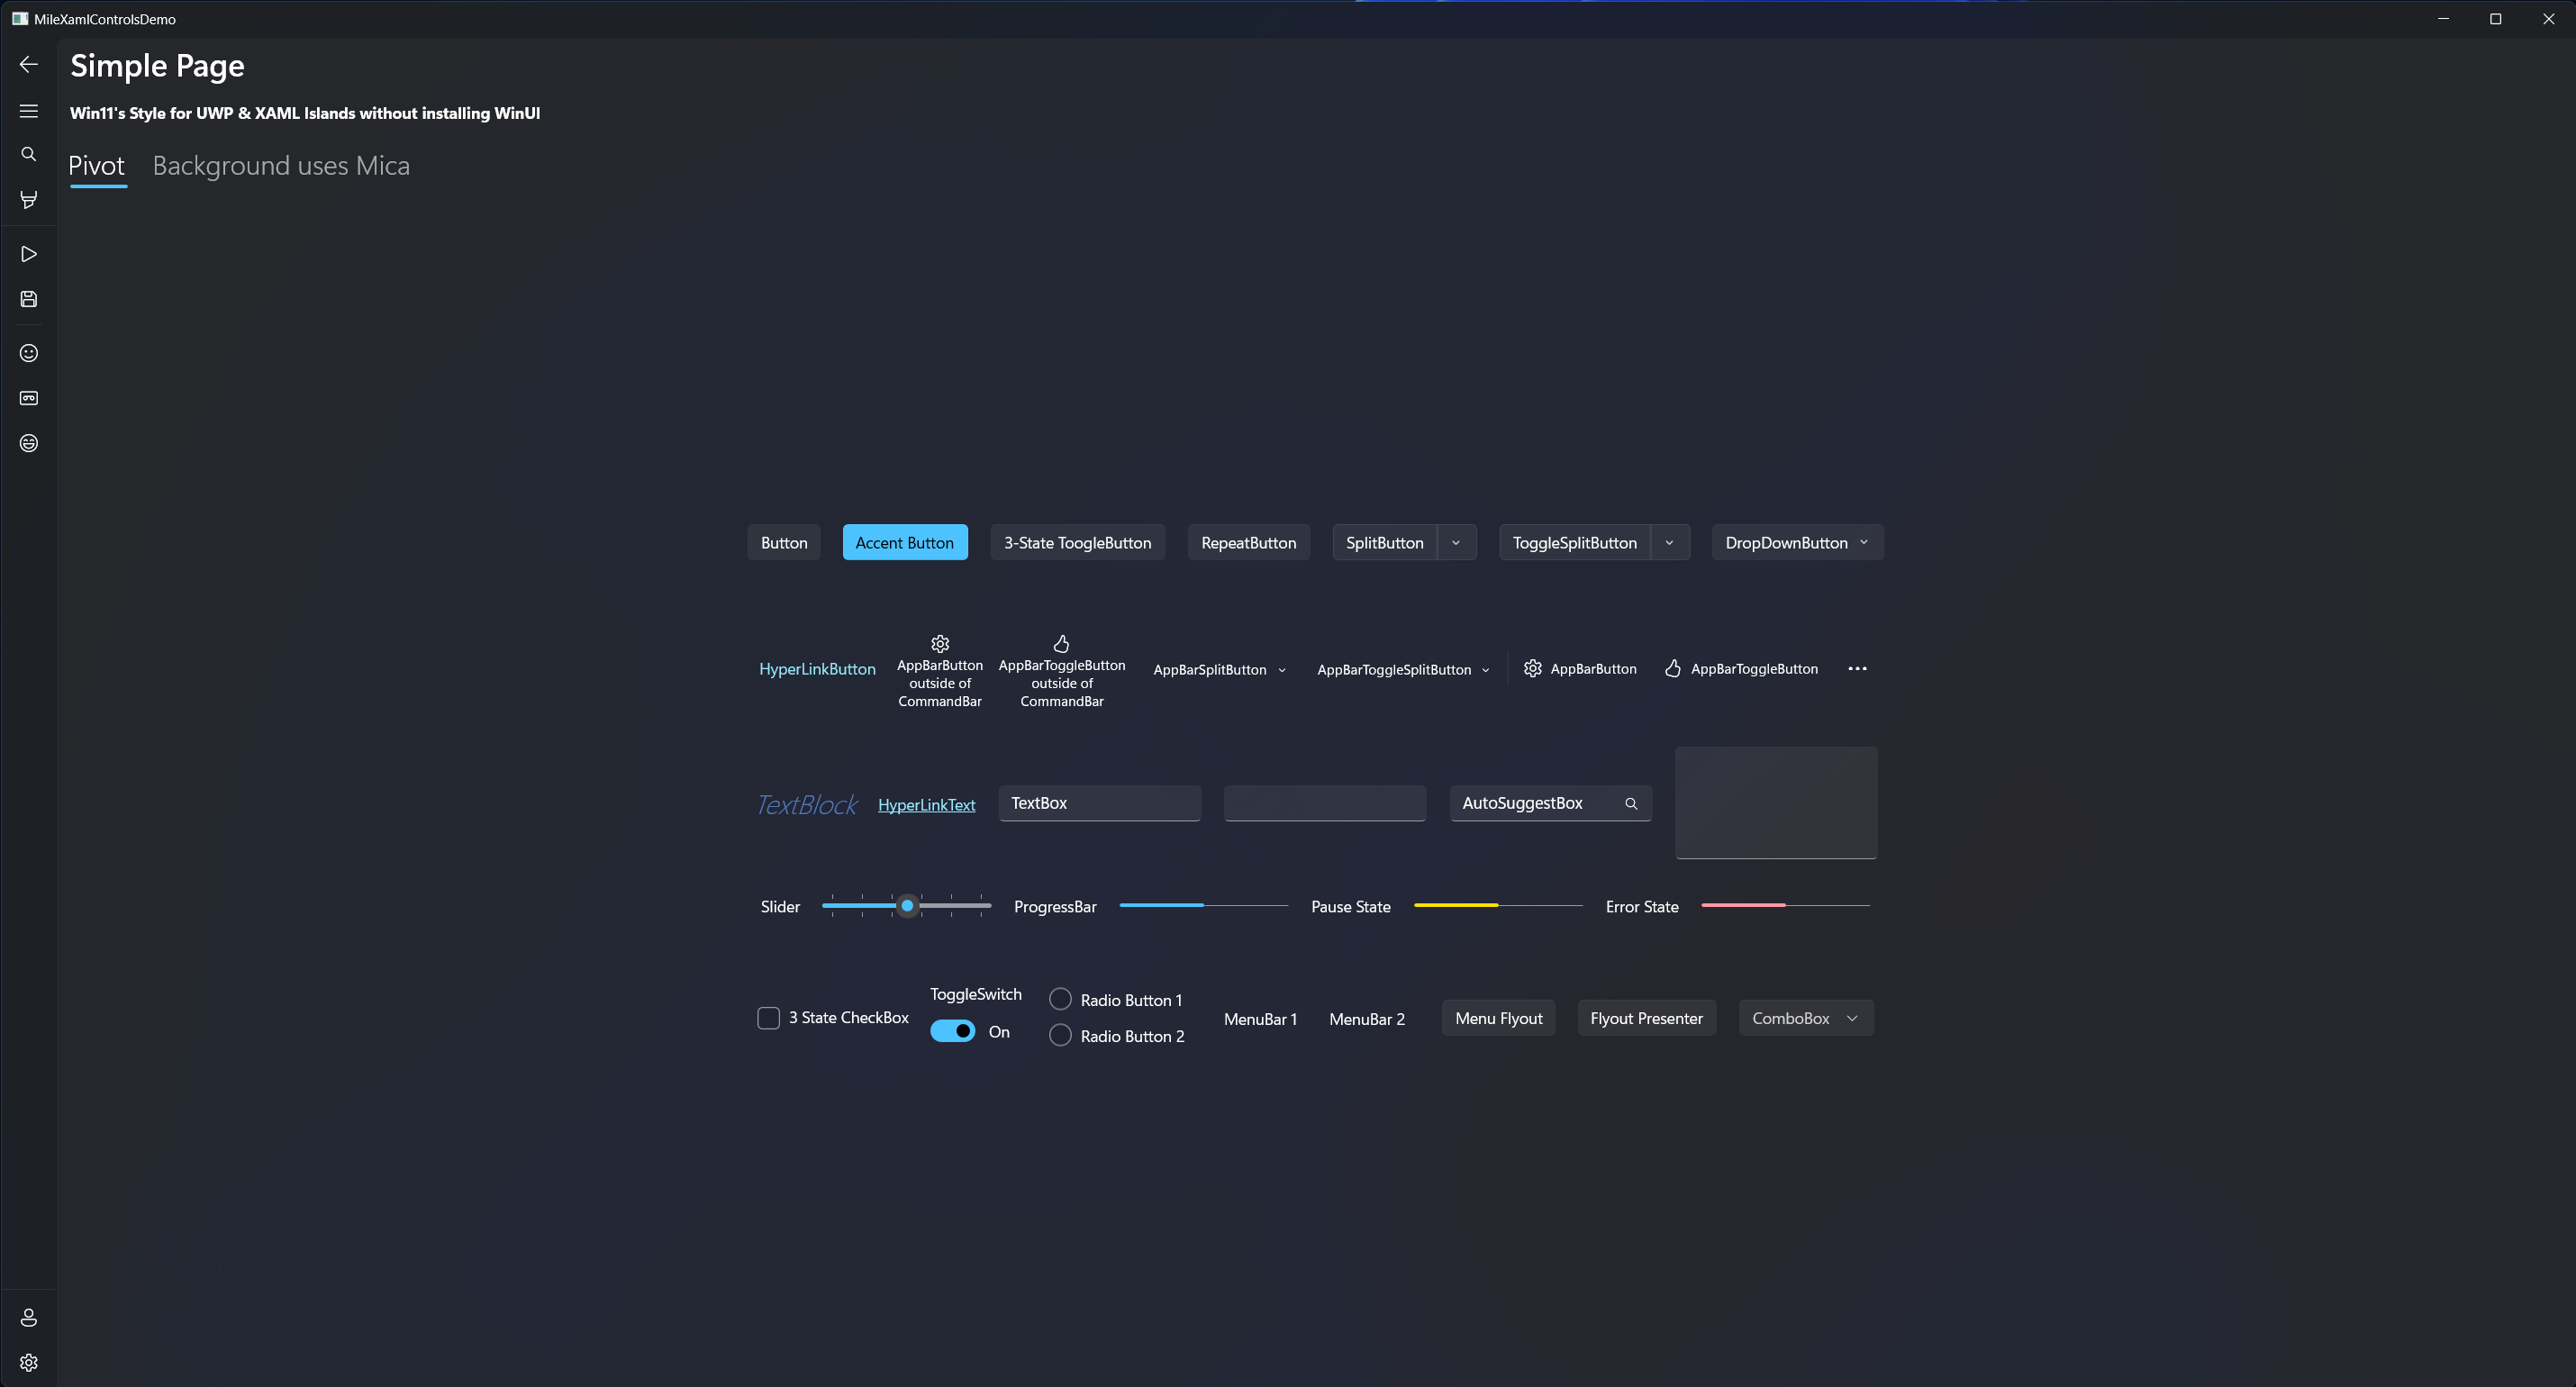 MileXamlControlsDemo
Simple Page
Win11's Style for UWP & XAML Islands without installing WinUI
Pivot Background uses Mica
Button Accent Button 3-State ToogleButton RepeatButton SplitButton ToggleSplitButton DropDownButton
HyperLinkButton
AppBarButton
outside of
CommandBar
AppBarToggleButton
outside of
CommandBar
AppBarSplitButton AppBarToggleSplitButton AppBarButton AppBarToggleButton
TextBlock HyperLinkText TextBox AutoSuggestBox
Slider ProgressBar Pause State Error State
3 State CheckBox
ToggleSwitch
On
Radio Button 1
Radio Button 2
MenuBar 1 MenuBar 2 Menu Flyout Flyout Presenter ComboBox